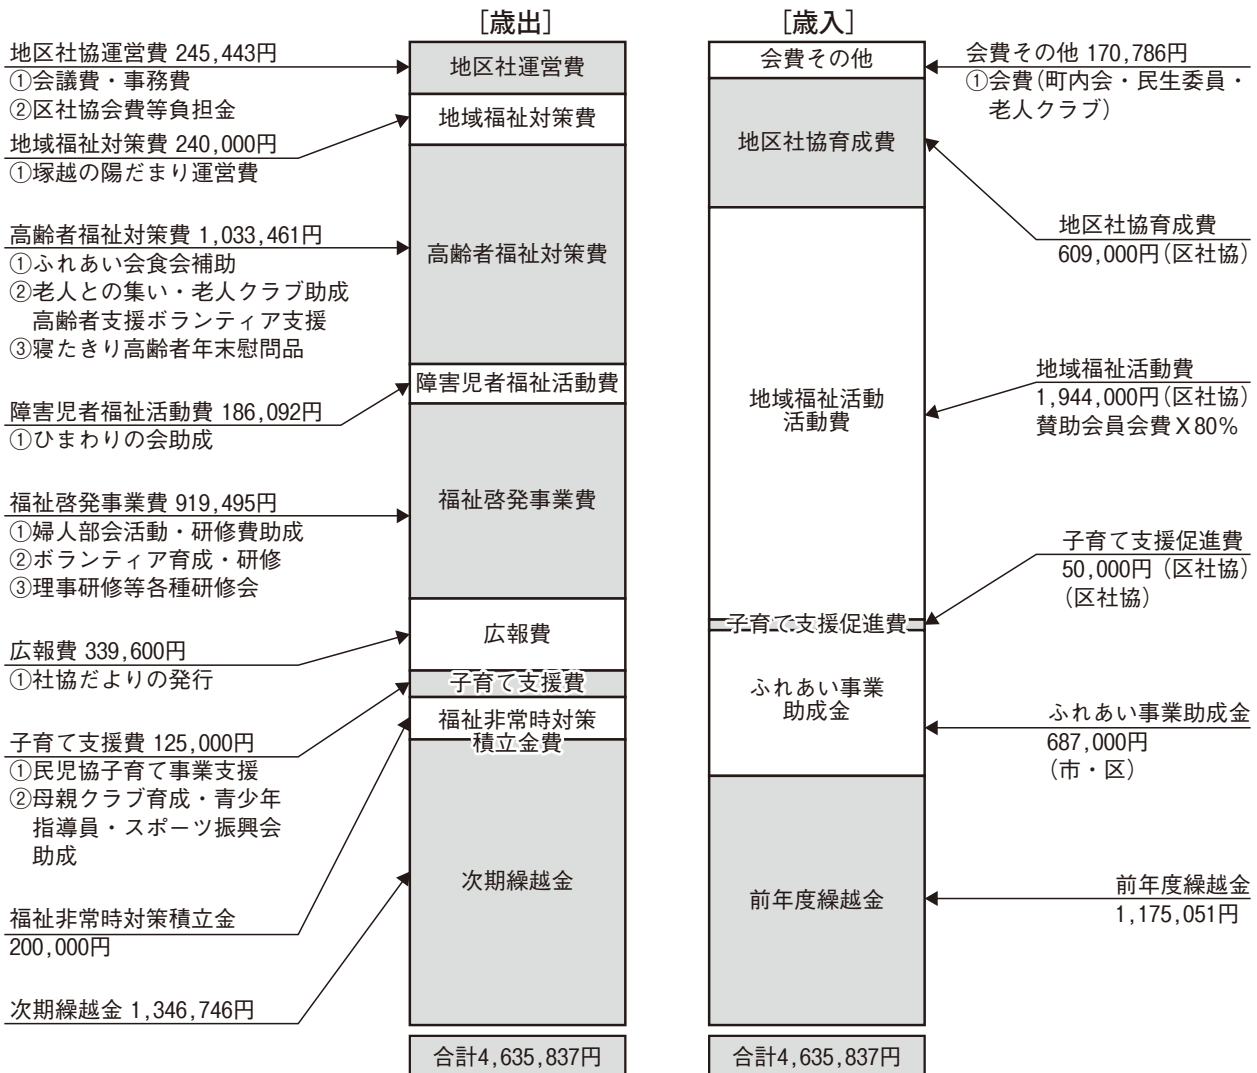 ［歳出］
地区社協運営費 245,443円
①会議費・事務費
②区社協会費等負担金
地域福祉対策費 240,000円
①塚越の陽だまり運営費
高齢者福祉対策費 1,033,461円
①ふれあい会食会補助
②老人との集い・老人クラブ助成
高齢者支援ボランティア支援
③寝たきり高齢者年末慰問品
障害児者福祉活動費 186,092円
①ひまわりの会助成
福祉啓発事業費 919,495円
①婦人部会活動・研修費助成
②ボランティア育成・研修
③理事研修等各種研修会
広報費 339,600円
①社協だよりの発行
子育て支援費 125,000円
①民児協子育て事業支援
②母親クラブ育成・青少年
指導員・スポーツ振興会
助成
福祉非常時対策積立金
200,000円
次期繰越金 1,346,746円
地区社運営費
地域福祉対策費
高齢者福祉対策費
障害児者福祉活動費
福祉啓発事業費
広報費
子育て支援費
福祉非常時対策
積立金費
次期繰越金
合計4,635,837円
［歳入］
会費その他
地区社協育成費
地域福祉活動
活動費
子育て支援促進費
ふれあい事業
助成金
前年度繰越金
合計4,635,837円
会費その他 170,786円
①会費（町内会・民生委員・
老人クラブ）
地区社協育成費
609,000円（区社協）
地域福祉活動費
1,944,000円（区社協）
賛助会員会費Ｘ80％
子育て支援促進費
50,000円（区社協）
（区社協）
ふれあい事業助成金
687,000円
（市・区）
前年度繰越金
1,175,051円